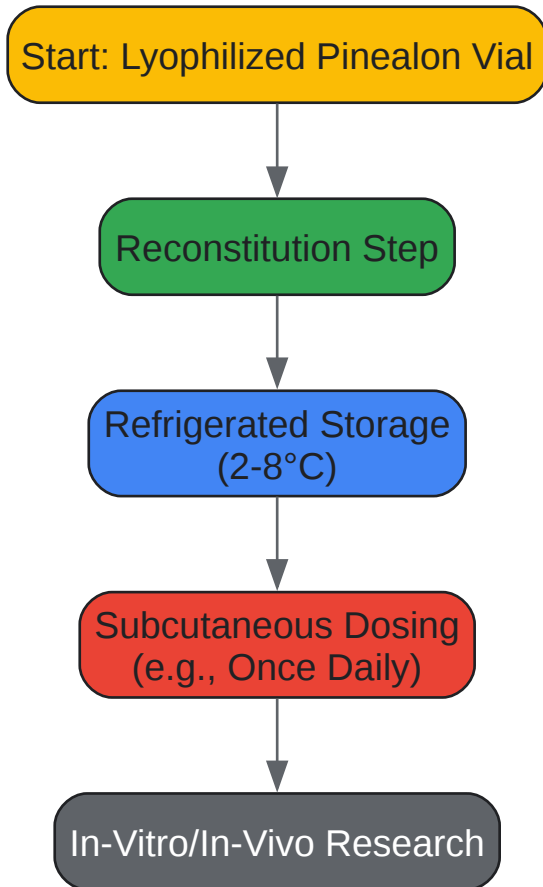 Start: Lyophilized Pinealon Vial
Reconstitution Step
Refrigerated Storage
(2-8°C)
Subcutaneous Dosing
(e.g., Once Daily)
In-Vitro/In-Vivo Research